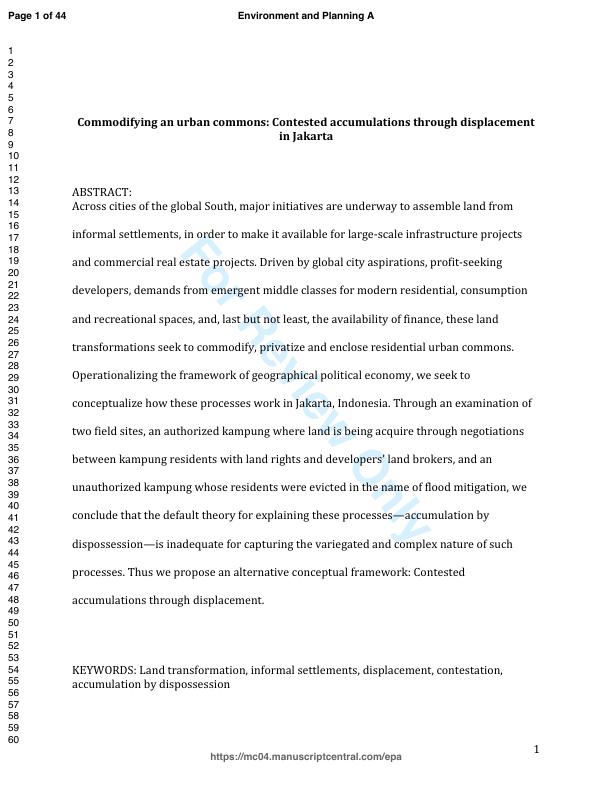 Page 1 of 44
Environment and Planning A
1
2
3
4
5
6
7
8
9
10
11
12
13
14
15
16
17
18
19
20
21
22
23
24
25
26
27
28
29
30
31
32
33
34
35
36
37
38
39
40
41
42
43
44
45
46
47
48
49
50
51
52
53
54
55
56
57
58
59
60
Commodifying an urban commons: Contested accumulations through displacement
in Jakarta
ABSTRACT:
Across cities of the global South, major initiatives are underway to assemble land from
informal settlements, in order to make it available for large-scale infrastructure projects
and commercial real estate projects. Driven by global city aspirations, profit-seeking
developers, demands from emergent middle classes for modern residential, consumption
and recreational spaces, and, last but not least, the availability of finance, these land
transformations seek to commodify, privatize and enclose residential urban commons.
Operationalizing the framework of geographical political economy, we seek to
conceptualize how these processes work in Jakarta, Indonesia. Through an examination of
two field sites, an authorized kampung where land is being acquire through negotiations
between kampung residents with land rights and developers' land brokers, and an
unauthorized kampung whose residents were evicted in the name of flood mitigation, we
conclude that the default theory for explaining these processes—accumulation by
dispossession—is inadequate for capturing the variegated and complex nature of such
processes. Thus we propose an alternative conceptual framework: Contested
accumulations through displacement.
KEYWORDS: Land transformation, informal settlements, displacement, contestation,
accumulation by dispossession
For Review Only
1
https://mc04.manuscriptcentral.com/epa